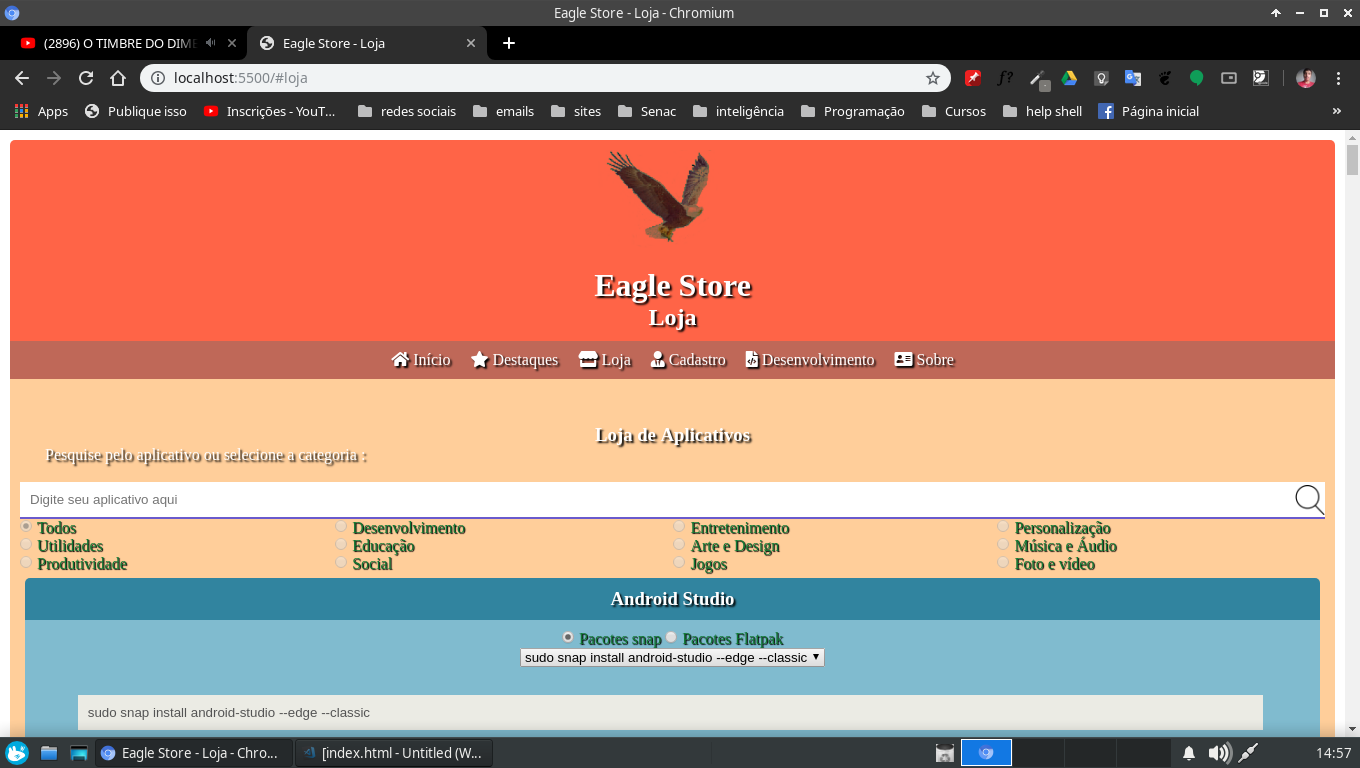 Eagle Store - Loja - Chromium
(2896) O TIMBRE DO DIME
Eagle Store - Loja
localhost:5500/#loja
Apps
Publique isso
Inscrições - YouT...
redes sociais
emails
sites
Senac
inteligência
Programação
Cursos
help shell
Página inicial
»
Eagle Store
Loja
Início Destaques Loja Cadastro Desenvolvimento Sobre
Loja de Aplicativos
Pesquise pelo aplicativo ou selecione a categoria :
Digite seu aplicativo aqui
Todos Desenvolvimento Entretenimento Personalização
Utilidades Educação Arte e Design Música e Áudio
Produtividade Social Jogos Foto e vídeo
Android Studio
Pacotes snap Pacotes Flatpak
sudo snap install android-studio --edge --classic
sudo snap install android-studio --edge --classic
Eagle Store - Loja - Chro...
[index.html - Untitled (W...
14:57